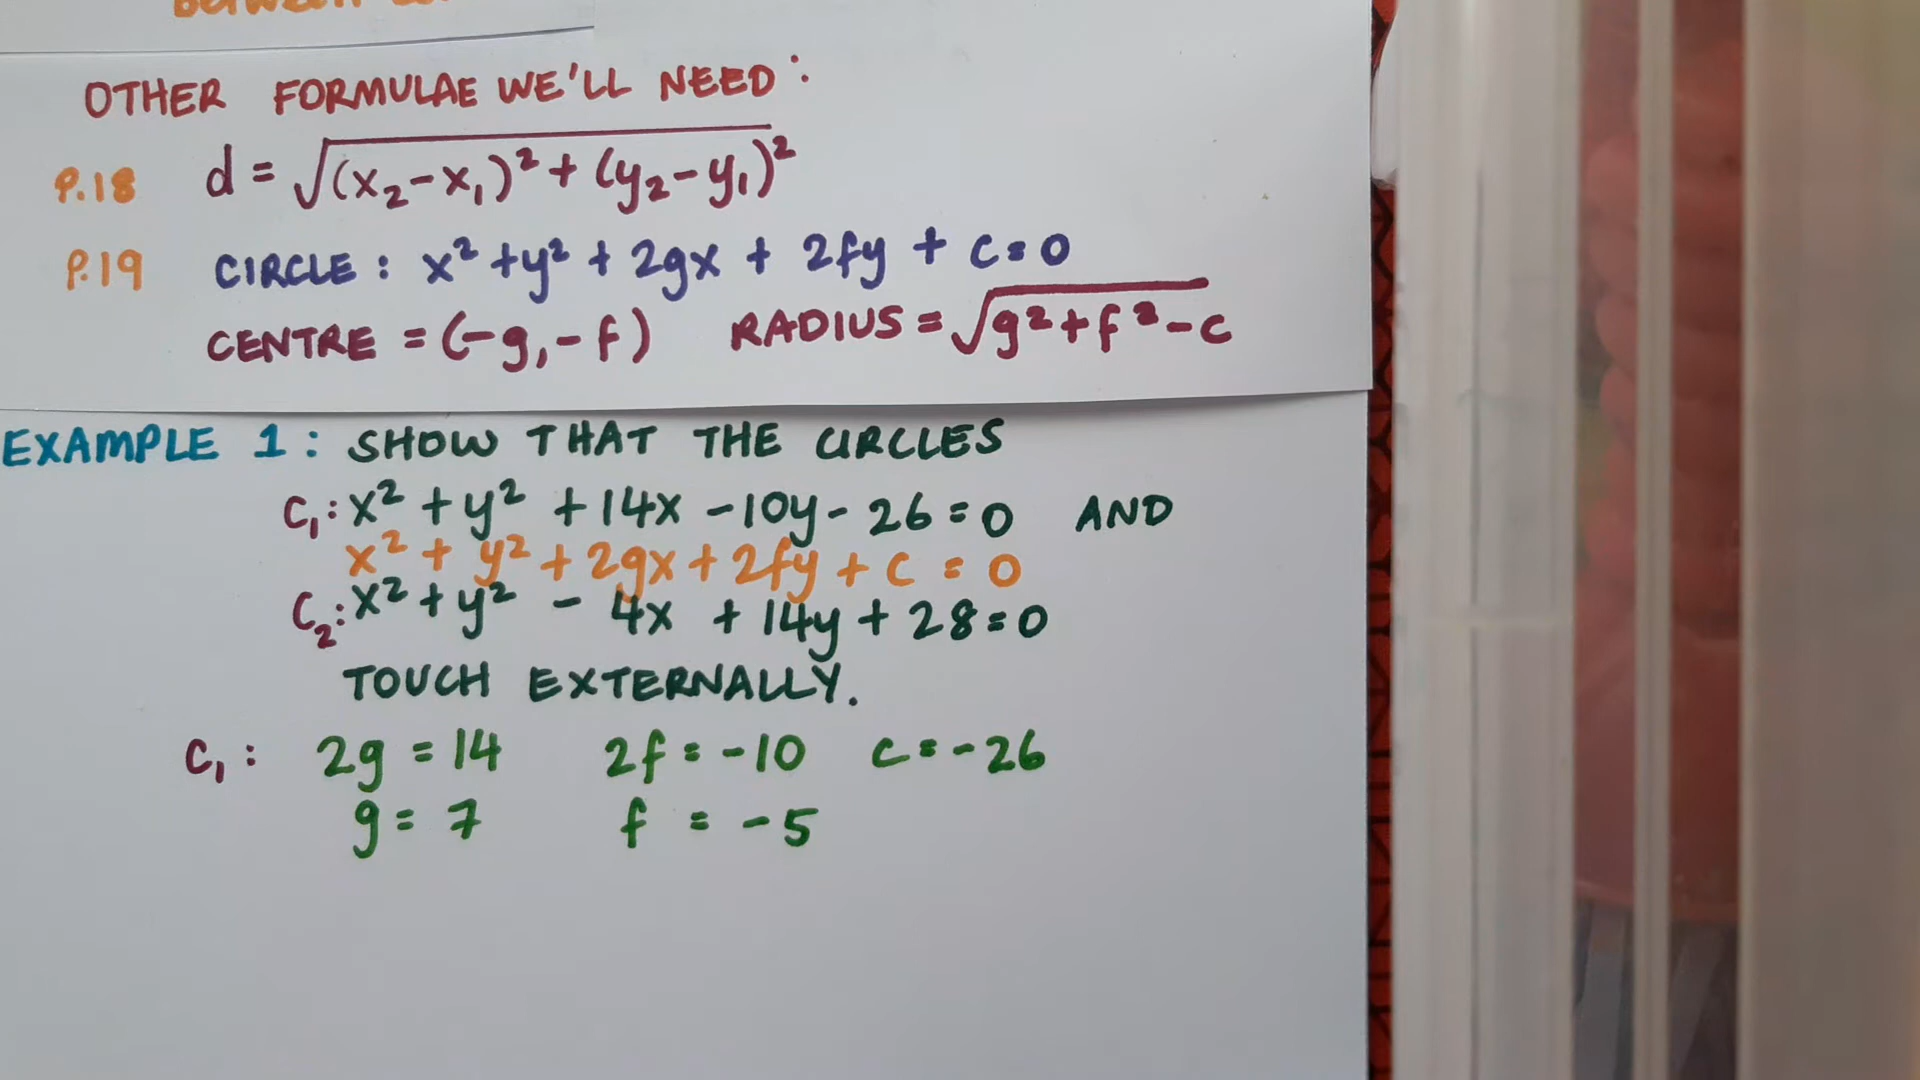 OTHER FORMULAE WE'LL NEED:
P.18 d = √(x₂-x₁)² + (y₂-y₁)²
P.19 CIRCLE: x² + y² + 2gx + 2fy + c = 0
CENTRE = (-g, -f) RADIUS = √g² + f² - c
EXAMPLE 1: SHOW THAT THE CIRCLES
C₁: x² + y² + 14x - 10y - 26 = 0 AND
x² + y² + 2gx + 2fy + c = 0
C₂: x² + y² - 4x + 14y + 28 = 0
TOUCH EXTERNALLY.
C₁: 2g = 14 2f = -10 c = -26
g = 7 f = -5